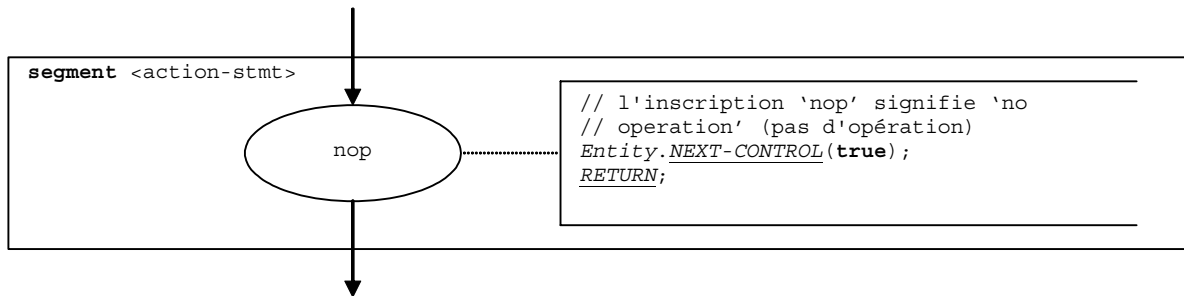 segment <action-stmt>
nop
// l'inscription ‘nop’ signifie ‘no
// operation’ (pas d'opération)
Entity.NEXT-CONTROL(true);
RETURN;